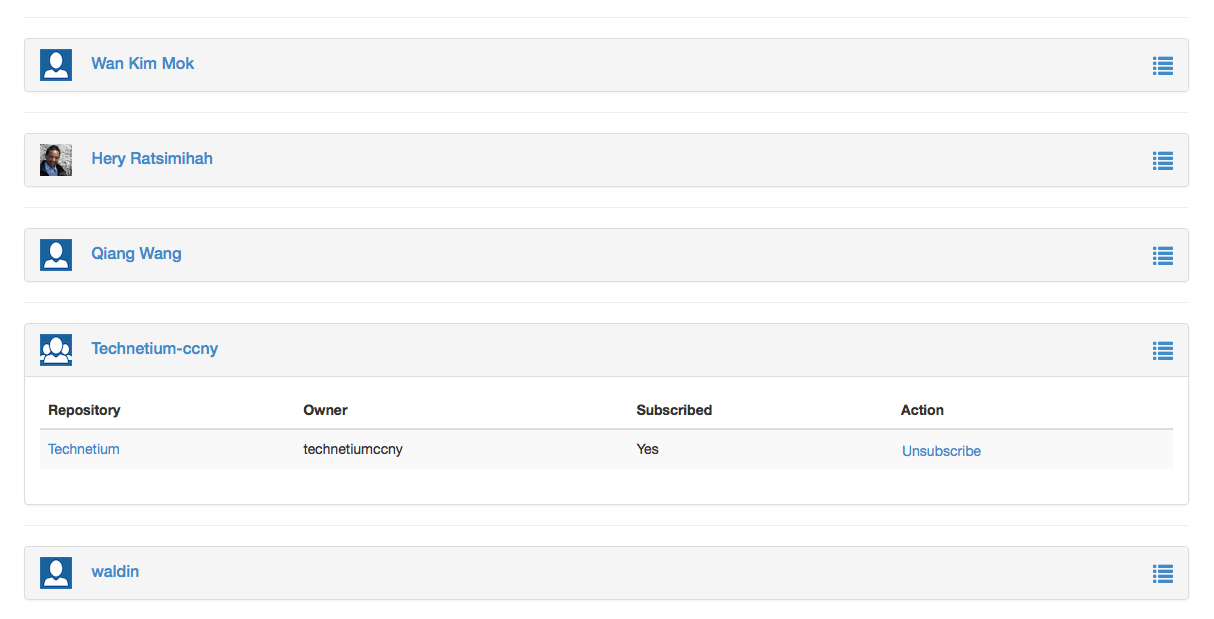 Wan Kim Mok
Hery Ratsimihah
Qiang Wang
Technetium-ccny
Repository Owner Subscribed Action
Technetium technetiumccny Yes Unsubscribe
waldin